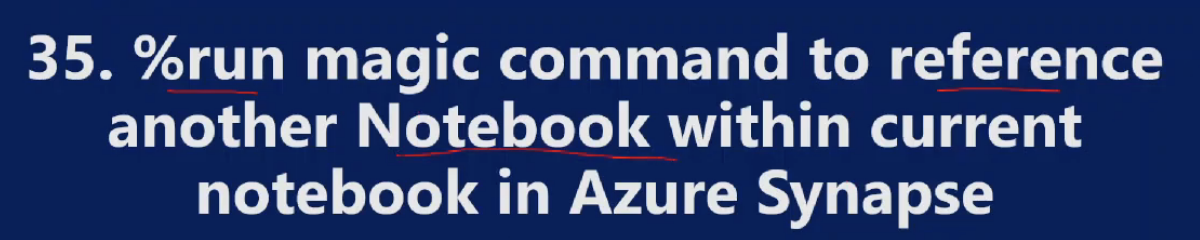 35. %run magic command to reference
another Notebook within current
notebook in Azure Synapse